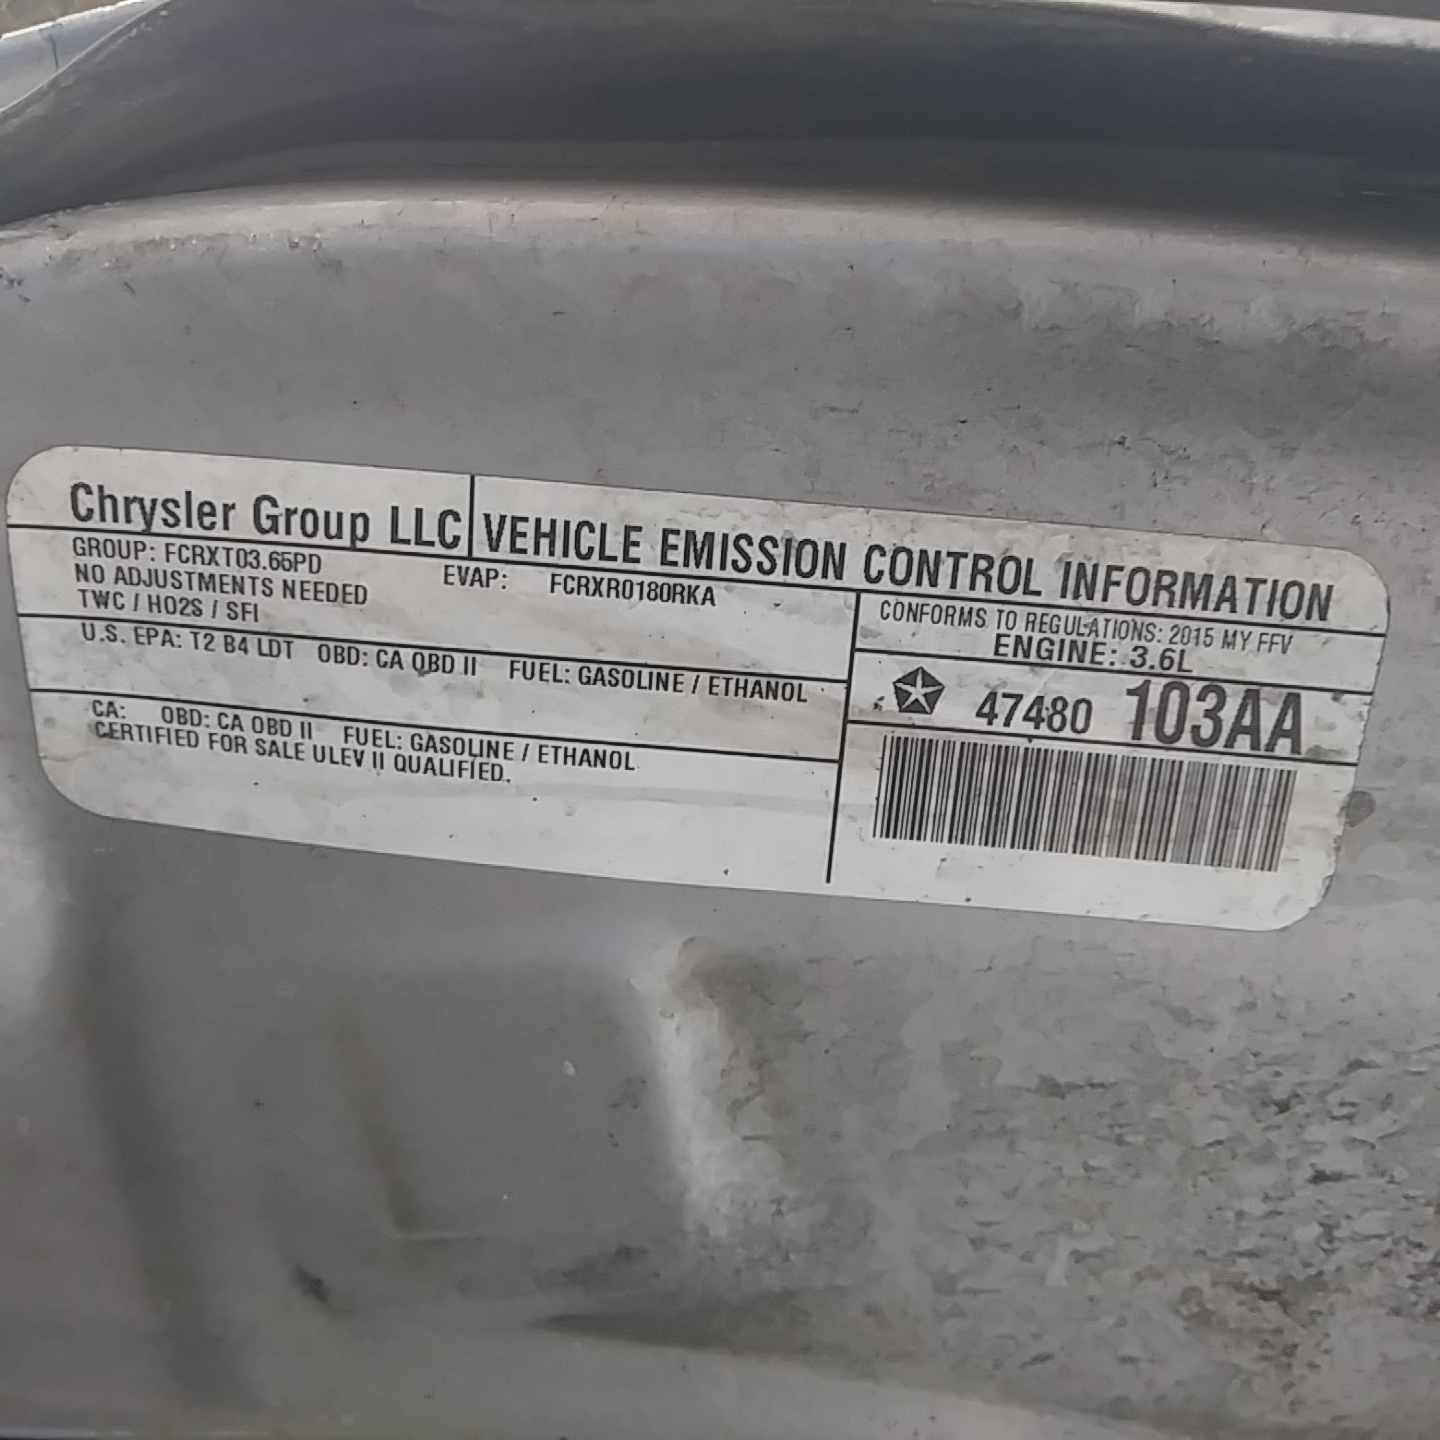 Chrysler Group LLC VEHICLE EMISSION CONTROL INFORMATION
GROUP: FCRXT03.65PD EVAP: FCRXR0180RKA
NO ADJUSTMENTS NEEDED
TWC / HO2S / SFI
CONFORMS TO REGULATIONS: 2015 MY FFV
ENGINE: 3.6L
U.S. EPA: T2 B4 LDT OBD: CA OBD II FUEL: GASOLINE / ETHANOL
47480 103AA
CA: OBD: CA OBD II FUEL: GASOLINE / ETHANOL
CERTIFIED FOR SALE ULEV II QUALIFIED.